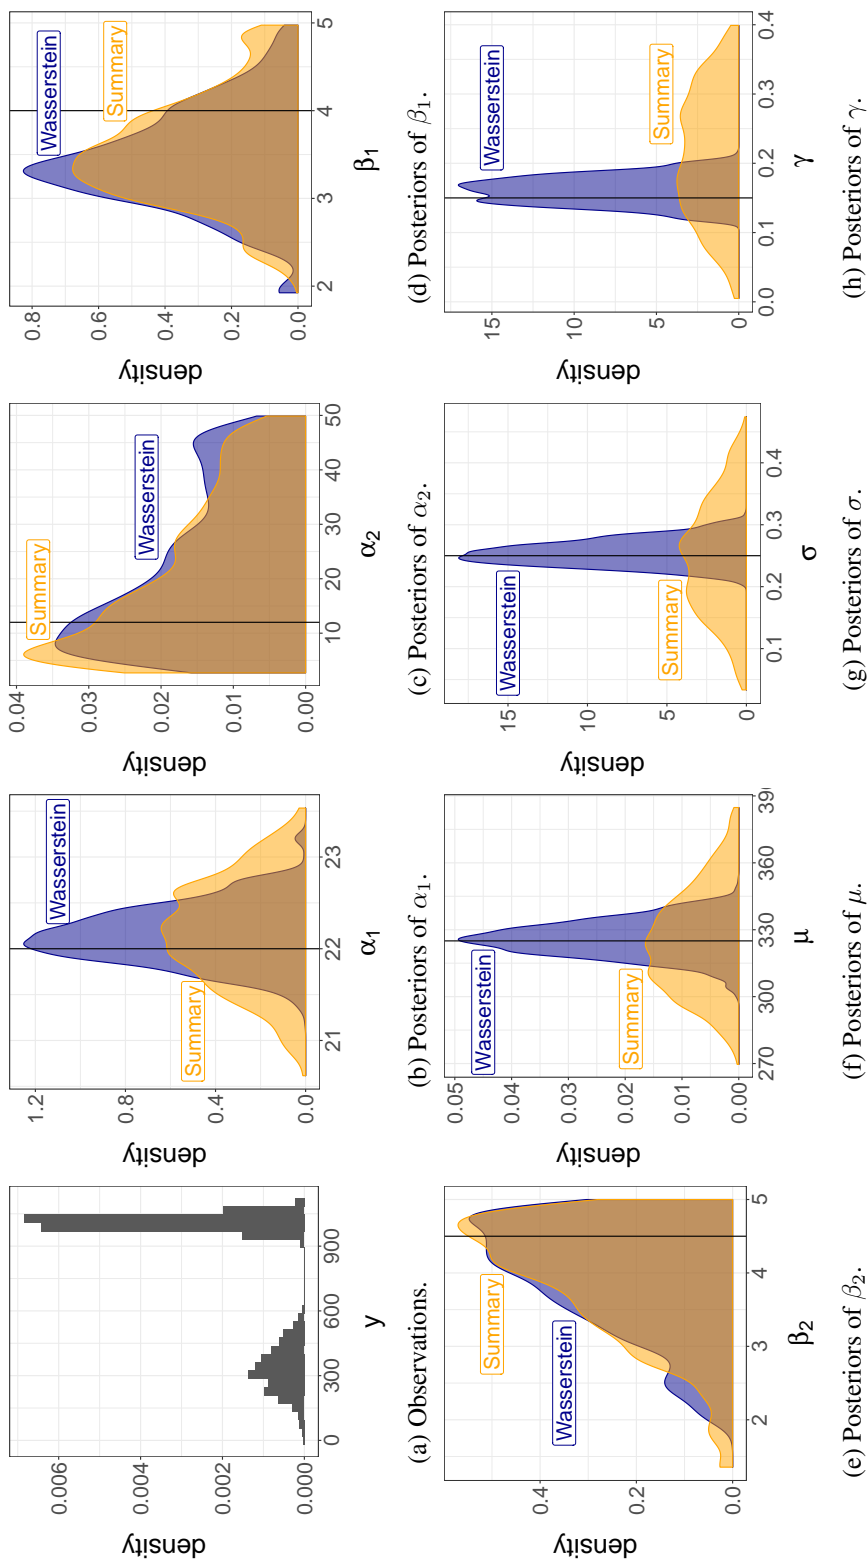 density
0.006
0.004
0.002
0.000
0
300
600
900
y
(a) Observations.
density
1.2
0.8
0.4
0.0
21
22
23
α1
Wasserstein
Summary
(b) Posteriors of α1.
density
0.04
0.03
0.02
0.01
0.00
10
20
30
40
50
α2
Summary
Wasserstein
(c) Posteriors of α2.
density
0.8
0.6
0.4
0.2
0.0
2
3
4
5
β1
Wasserstein
Summary
(d) Posteriors of β1.
density
0.4
0.2
0.0
2
3
4
5
β2
Summary
Wasserstein
(e) Posteriors of β2.
density
0.05
0.04
0.03
0.02
0.01
0.00
270
300
330
360
μ
Wasserstein
Summary
(f) Posteriors of μ.
density
15
10
5
0
0.1
0.2
0.3
0.4
σ
Wasserstein
Summary
(g) Posteriors of σ.
density
15
10
5
0
0.0
0.1
0.2
0.3
0.4
γ
Wasserstein
Summary
(h) Posteriors of γ.